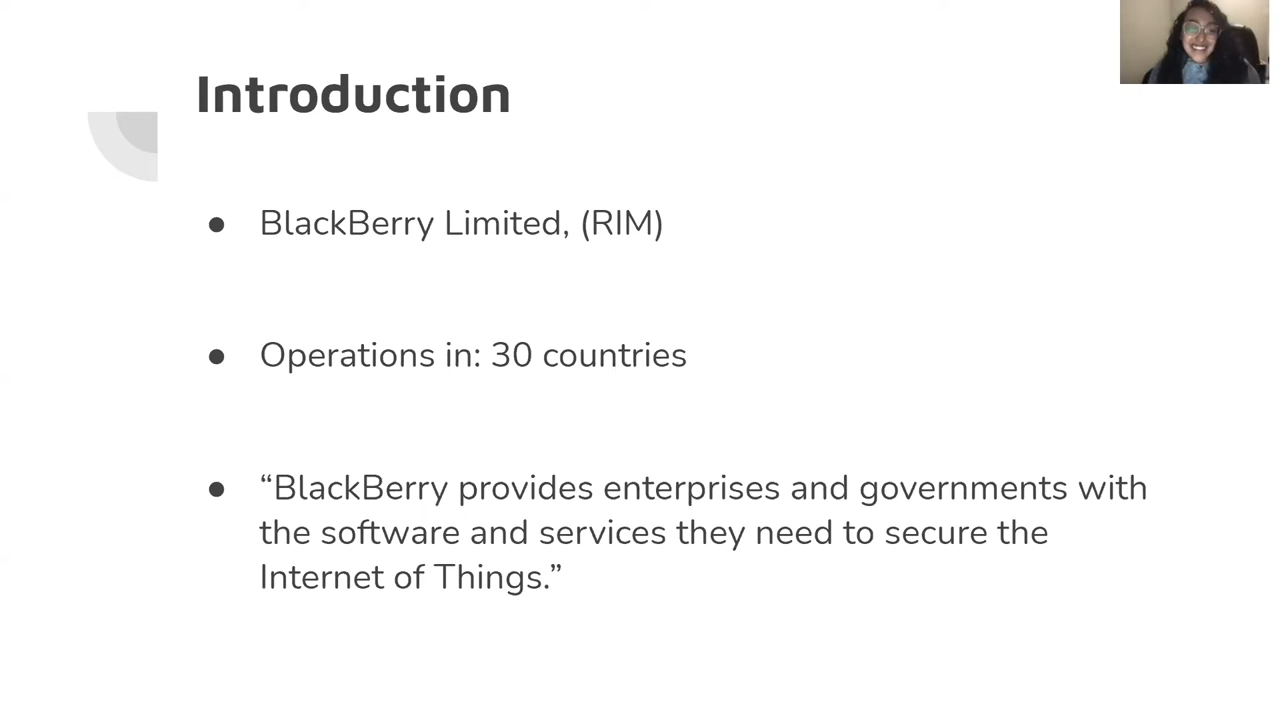 Introduction
● BlackBerry Limited, (RIM)
● Operations in: 30 countries
● “BlackBerry provides enterprises and governments with
the software and services they need to secure the
Internet of Things.”